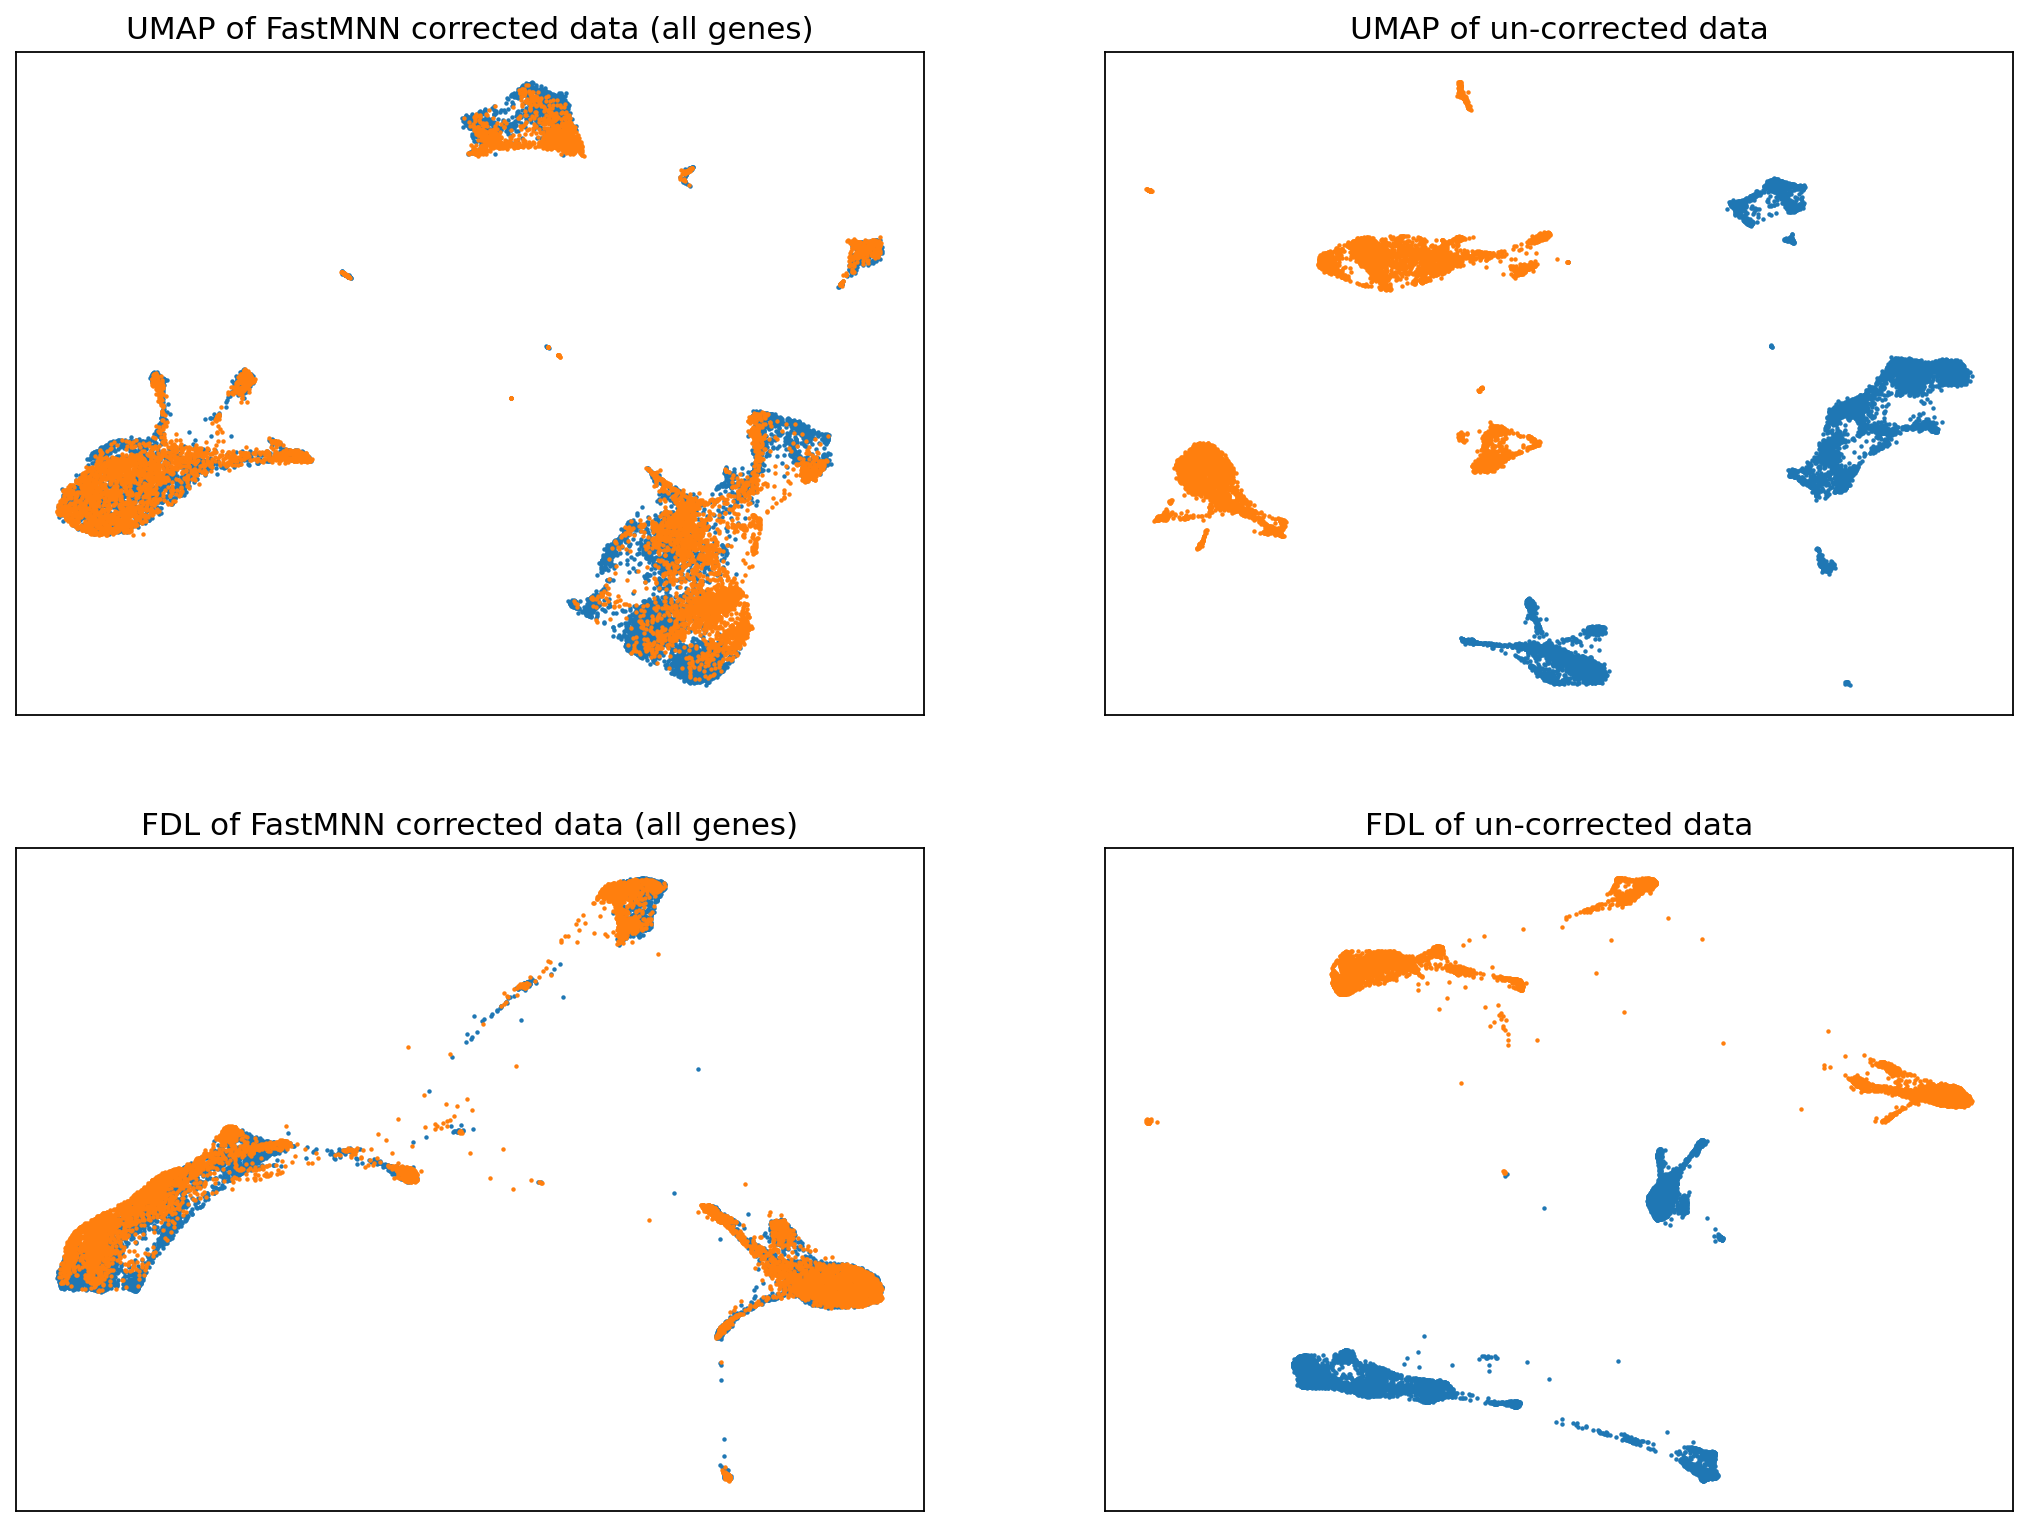 UMAP of FastMNN corrected data (all genes)
UMAP of un-corrected data
FDL of FastMNN corrected data (all genes)
FDL of un-corrected data